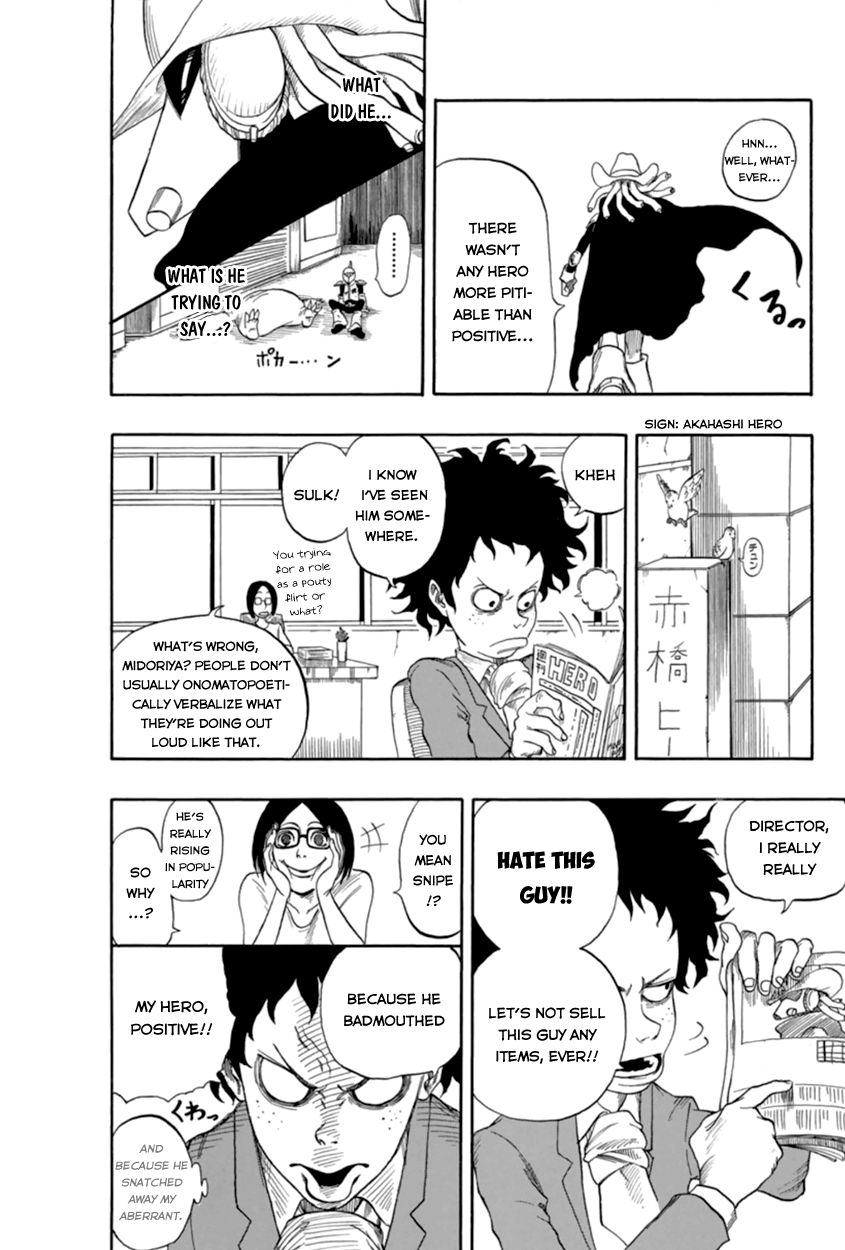 HNN...
WELL, WHAT-
EVER...
THERE
WASN'T
ANY HERO
MORE PITI-
ABLE THAN
POSITIVE...
くるっ
WHAT
DID HE...
WHAT IS HE
TRYING TO
SAY...?
ポカー・・・ン
SIGN: AKAHASHI HERO
赤
橋
ヒ
ー
KHEH
I KNOW
I'VE SEEN
HIM SOME-
WHERE.
SULK!
You trying
for a role
as a pouty
flirt or
what?
週刊
HERO
WHAT'S WRONG,
MIDORIYA? PEOPLE DON'T
USUALLY ONOMATOPOETI-
CALLY VERBALIZE WHAT
THEY'RE DOING OUT
LOUD LIKE THAT.
DIRECTOR,
I REALLY
REALLY
HATE THIS
GUY!!
LET'S NOT SELL
THIS GUY ANY
ITEMS, EVER!!
YOU
MEAN
SNIPE
!?
HE'S
REALLY
RISING
IN POPU-
LARITY
SO
WHY
...?
BECAUSE HE
BADMOUTHED
MY HERO,
POSITIVE!!
くわっ
AND
BECAUSE HE
SNATCHED
AWAY MY
ABERRANT.